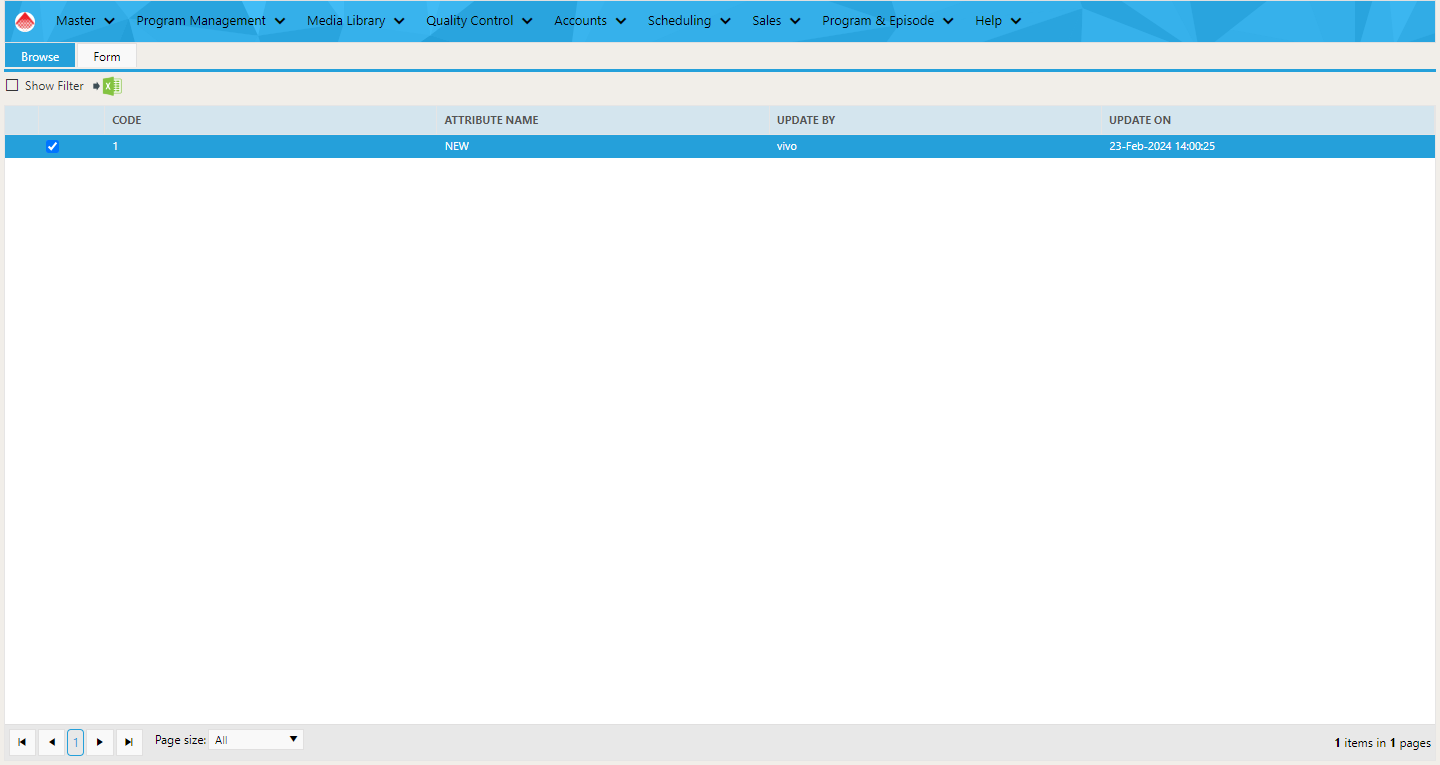 Master Program Management Media Library Quality Control Accounts Scheduling Sales Program & Episode Help
Browse Form
Show Filter
CODE ATTRIBUTE NAME UPDATE BY UPDATE ON
1 NEW vivo 23-Feb-2024 14:00:25
1 Page size: All 1 items in 1 pages